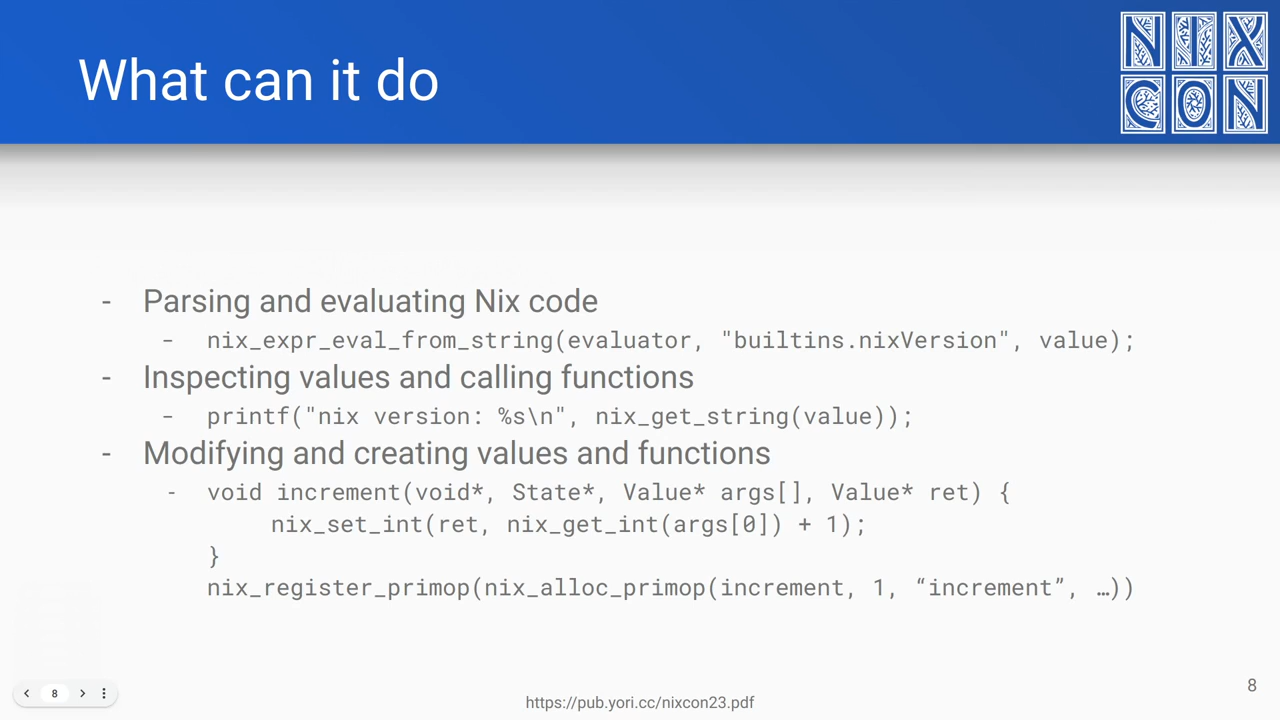 What can it do
NIX
CON
- Parsing and evaluating Nix code
- nix_expr_eval_from_string(evaluator, "builtins.nixVersion", value);
- Inspecting values and calling functions
- printf("nix version: %s\n", nix_get_string(value));
- Modifying and creating values and functions
- void increment(void*, State*, Value* args[], Value* ret) {
nix_set_int(ret, nix_get_int(args[0]) + 1);
}
nix_register_primop(nix_alloc_primop(increment, 1, “increment”, …))
8
https://pub.yori.cc/nixcon23.pdf
8